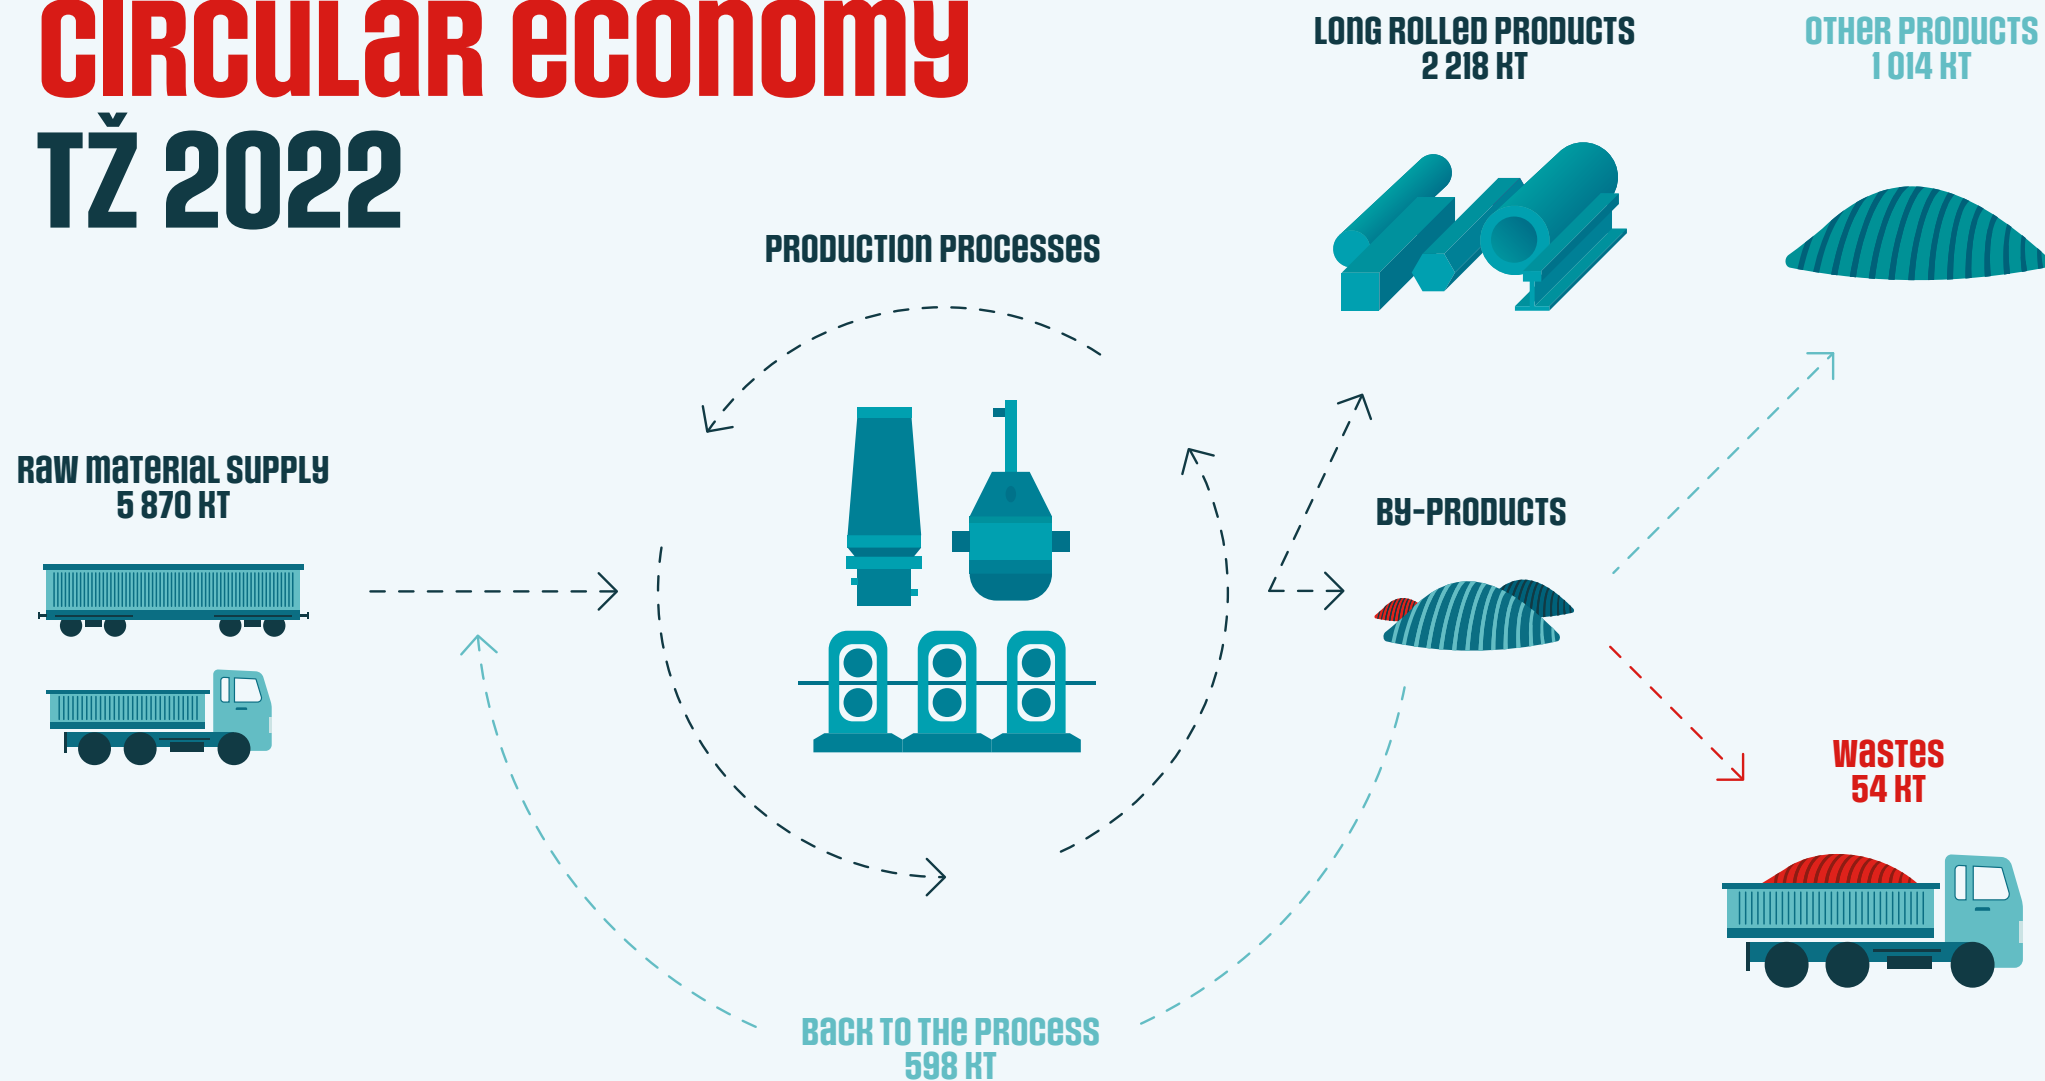 CIRCULAR ECONOMY
TŽ 2022
LONG ROLLED PRODUCTS
2 218 KT
OTHER PRODUCTS
1 014 KT
PRODUCTION PROCESSES
RAW MATERIAL SUPPLY
5 870 KT
BY-PRODUCTS
WASTES
54 KT
BACK TO THE PROCESS
598 KT